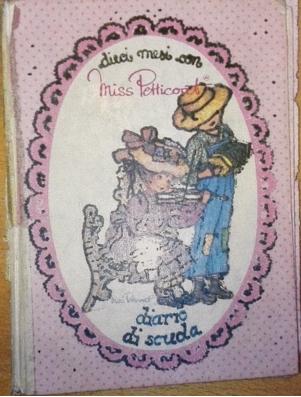 dieci mesi con
Miss Petticoat®
diario
di scuola